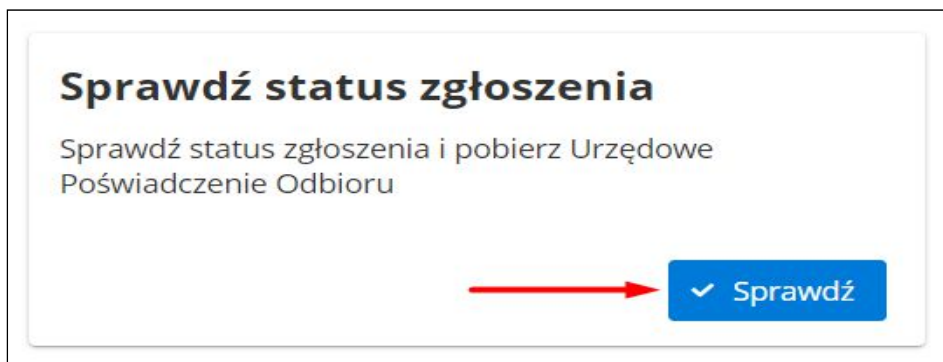 Sprawdź status zgłoszenia
Sprawdź status zgłoszenia i pobierz Urzędowe
Poświadczenie Odbioru
Sprawdź